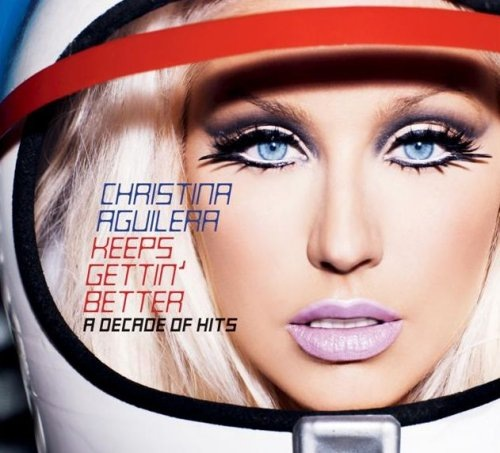 CHRISTINA
AGUILERA
KEEPS
GETTIN'
BETTER
A DECADE OF HITS